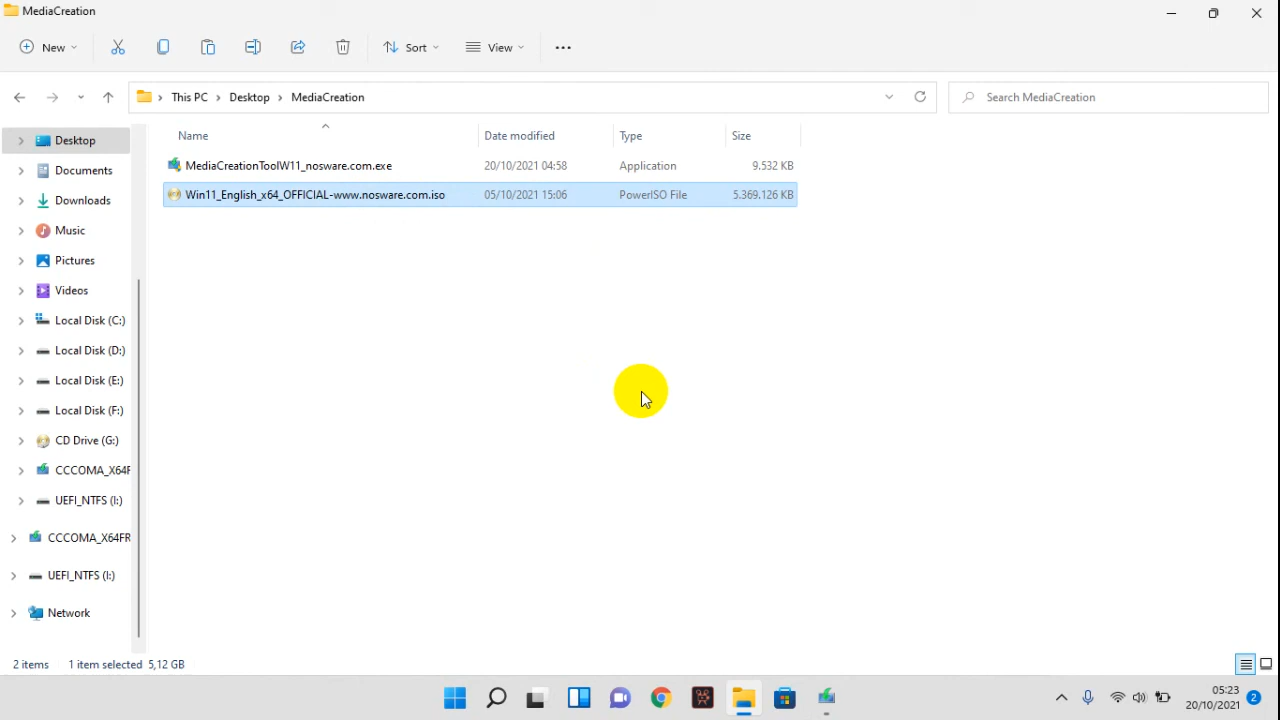 MediaCreation
New
Sort
View
This PC > Desktop > MediaCreation
Search MediaCreation
Name Date modified Type Size
MediaCreationToolW11_nosware.com.exe 20/10/2021 04:58 Application 9.532 KB
Win11_English_x64_OFFICIAL-www.nosware.com.iso 05/10/2021 15:06 PowerISO File 5.369.126 KB
Desktop
Documents
Downloads
Music
Pictures
Videos
Local Disk (C:)
Local Disk (D:)
Local Disk (E:)
Local Disk (F:)
CD Drive (G:)
CCCOMA_X64F
UEFI_NTFS (I:)
CCCOMA_X64FR
UEFI_NTFS (I:)
Network
2 items 1 item selected 5,12 GB
05:23
20/10/2021
2